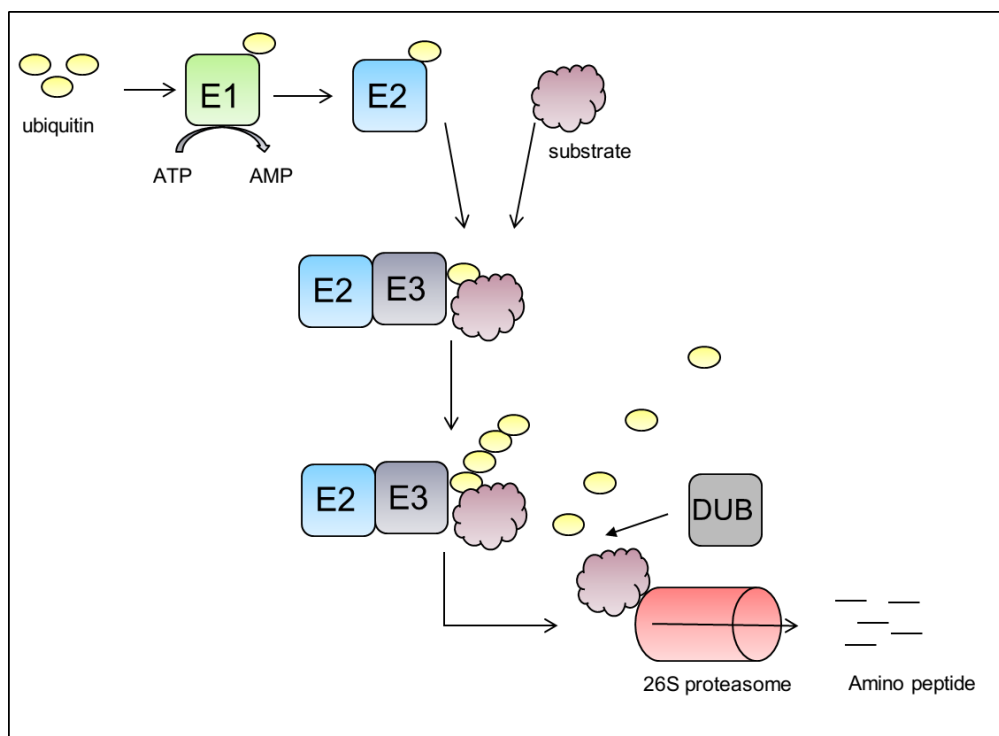 E1
E2
ubiquitin
substrate
ATP
AMP
E2
E3
E2
E3
DUB
26S proteasome
Amino peptide